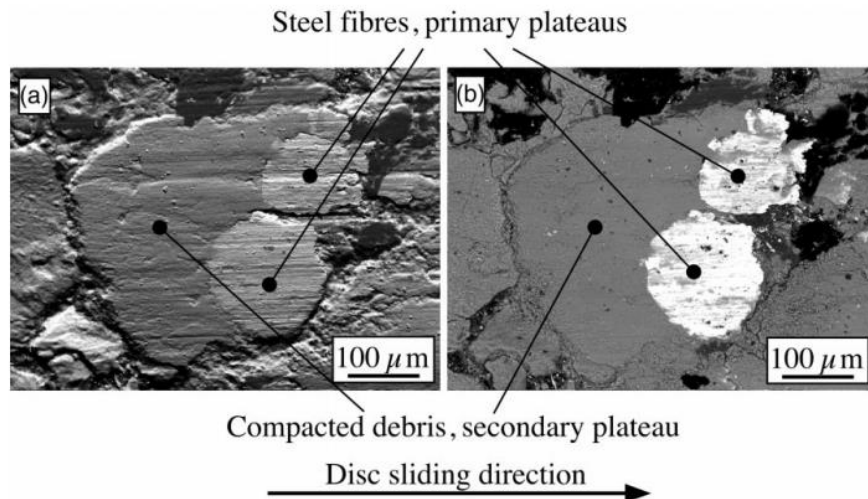 Steel fibres, primary plateaus
(a)
(b)
100 μm
100 μm
Compacted debris, secondary plateau
Disc sliding direction